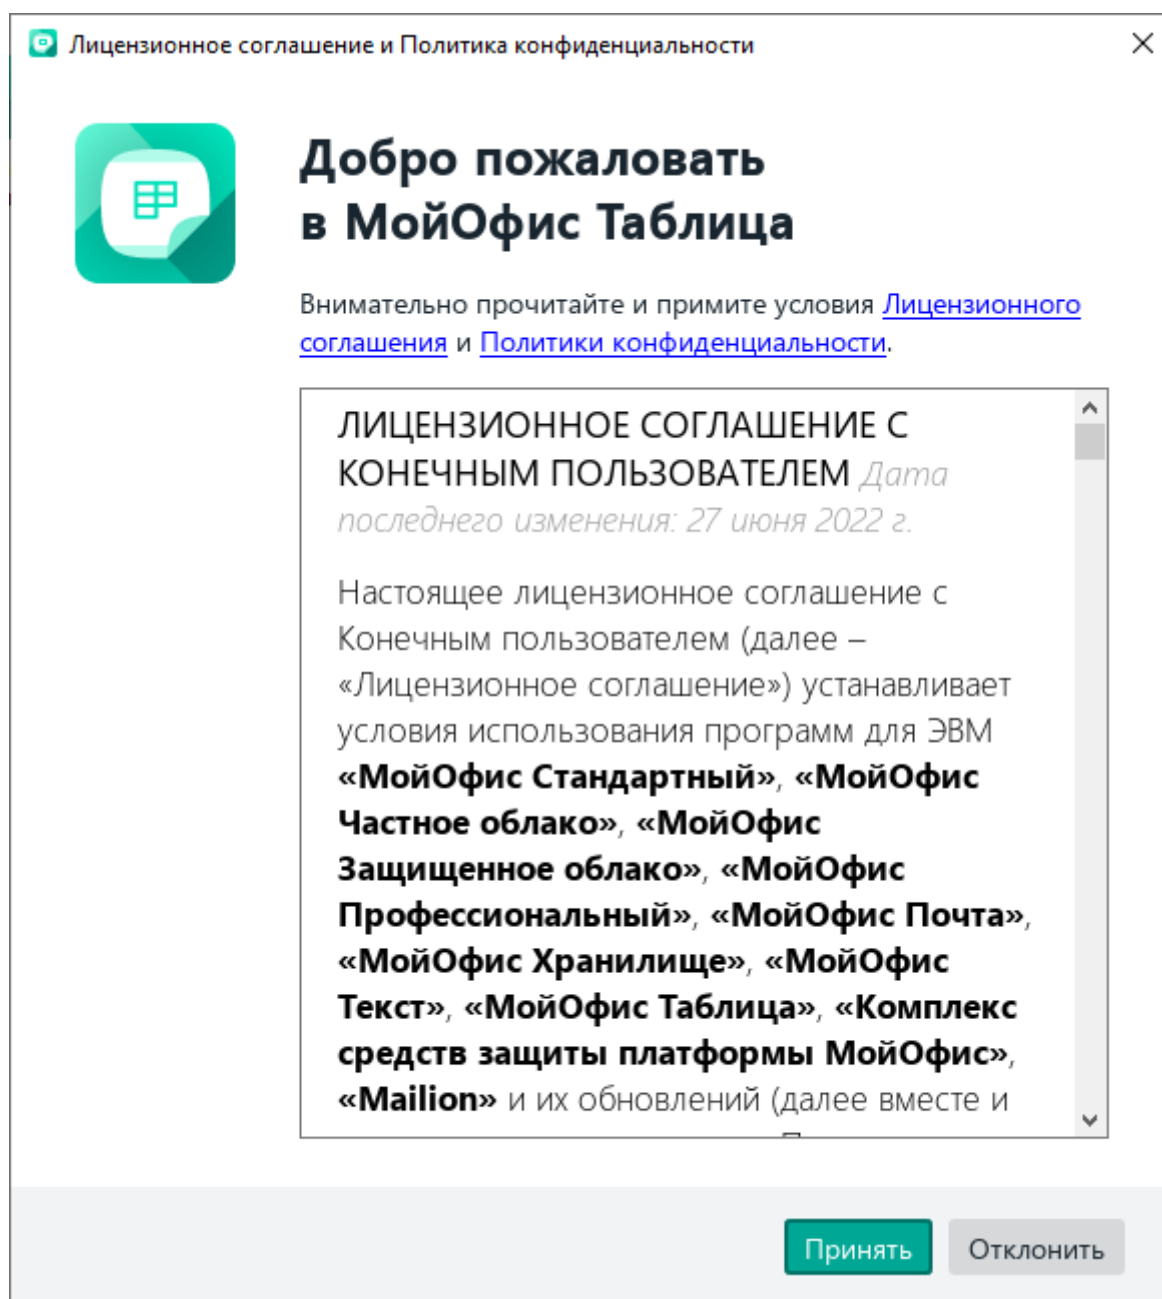 Лицензионное соглашение и Политика конфиденциальности
Добро пожаловать
в МойОфис Таблица
Внимательно прочитайте и примите условия Лицензионного
соглашения и Политики конфиденциальности.
ЛИЦЕНЗИОННОЕ СОГЛАШЕНИЕ С
КОНЕЧНЫМ ПОЛЬЗОВАТЕЛЕМ Дата
последнего изменения: 27 июня 2022 г.
Настоящее лицензионное соглашение с
Конечным пользователем (далее –
«Лицензионное соглашение») устанавливает
условия использования программ для ЭВМ
«МойОфис Стандартный», «МойОфис
Частное облако», «МойОфис
Защищенное облако», «МойОфис
Профессиональный», «МойОфис Почта»,
«МойОфис Хранилище», «МойОфис
Текст», «МойОфис Таблица», «Комплекс
средств защиты платформы МойОфис»,
«Mailion» и их обновлений (далее вместе и
Принять
Отклонить